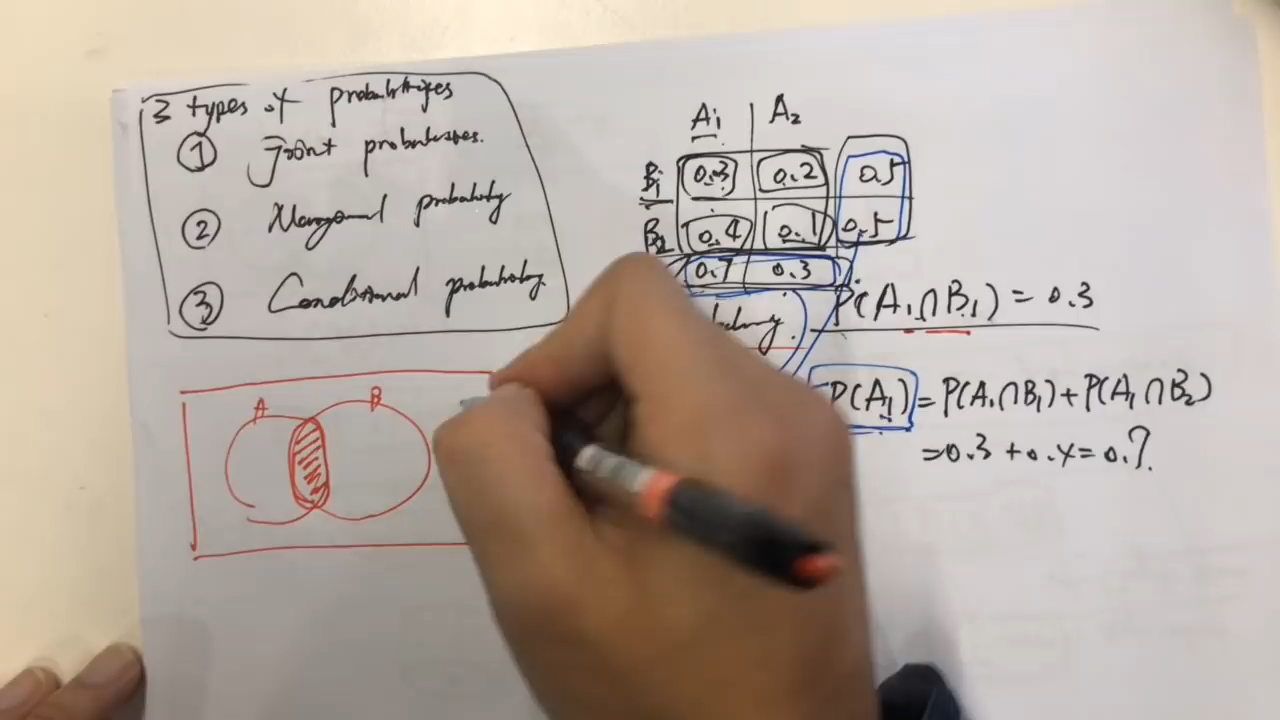 3 types of probabilities
① Joint probabilities.
② Marginal probability
③ Conditional probability
A₁ A₂
B₁ 0.3 0.2 0.5
B₂ 0.4 0.1 0.5
0.7 0.3
P(A₁∩B₁) = 0.3
P(A₁) = P(A₁∩B₁) + P(A₁∩B₂)
= 0.3 + 0.4 = 0.7
A B